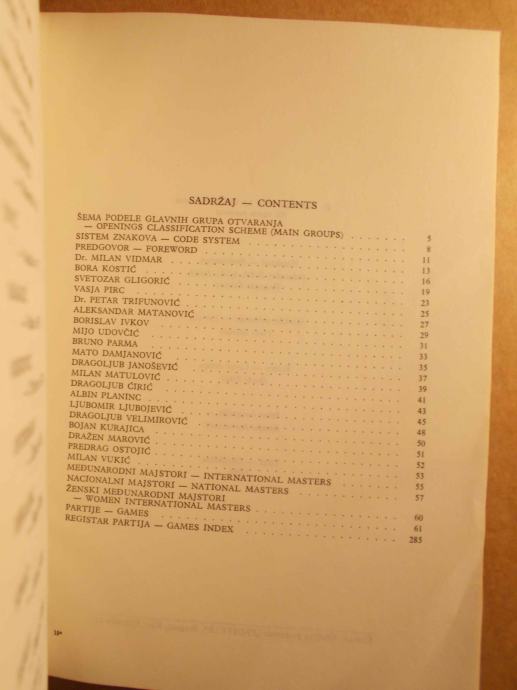 SADRŽAJ — CONTENTS
ŠEMA PODELE GLAVNIH GRUPA OTVARANJA
— OPENINGS CLASSIFICATION SCHEME (MAIN GROUPS) . . . . . . . 5
SISTEM ZNAKOVA — CODE SYSTEM . . . . . . . 8
PREDGOVOR — FOREWORD . . . . . . . 11
Dr. MILAN VIDMAR . . . . . . . 13
BORA KOSTIĆ . . . . . . . 16
SVETOZAR GLIGORIĆ . . . . . . . 19
VASJA PIRC . . . . . . . 23
Dr. PETAR TRIFUNOVIĆ . . . . . . . 25
ALEKSANDAR MATANOVIĆ . . . . . . . 27
BORISLAV IVKOV . . . . . . . 29
MIJO UDOVČIĆ . . . . . . . 31
BRUNO PARMA . . . . . . . 33
MATO DAMJANOVIĆ . . . . . . . 35
DRAGOLJUB JANOŠEVIĆ . . . . . . . 37
MILAN MATULOVIĆ . . . . . . . 39
DRAGOLJUB ĆIRIĆ . . . . . . . 41
ALBIN PLANINC . . . . . . . 43
LJUBOMIR LJUBOJEVIĆ . . . . . . . 45
DRAGOLJUB VELIMIROVIĆ . . . . . . . 48
BOJAN KURAJICA . . . . . . . 50
DRAŽEN MAROVIĆ . . . . . . . 51
PREDRAG OSTOJIĆ . . . . . . . 52
MILAN VUKIĆ . . . . . . . 53
MEĐUNARODNI MAJSTORI — INTERNATIONAL MASTERS . . . . . . . 55
NACIONALNI MAJSTORI — NATIONAL MASTERS . . . . . . . 57
ŽENSKI MEĐUNARODNI MAJSTORI
— WOMEN INTERNATIONAL MASTERS . . . . . . . 60
PARTIJE — GAMES . . . . . . . 61
REGISTAR PARTIJA — GAMES INDEX . . . . . . . 285